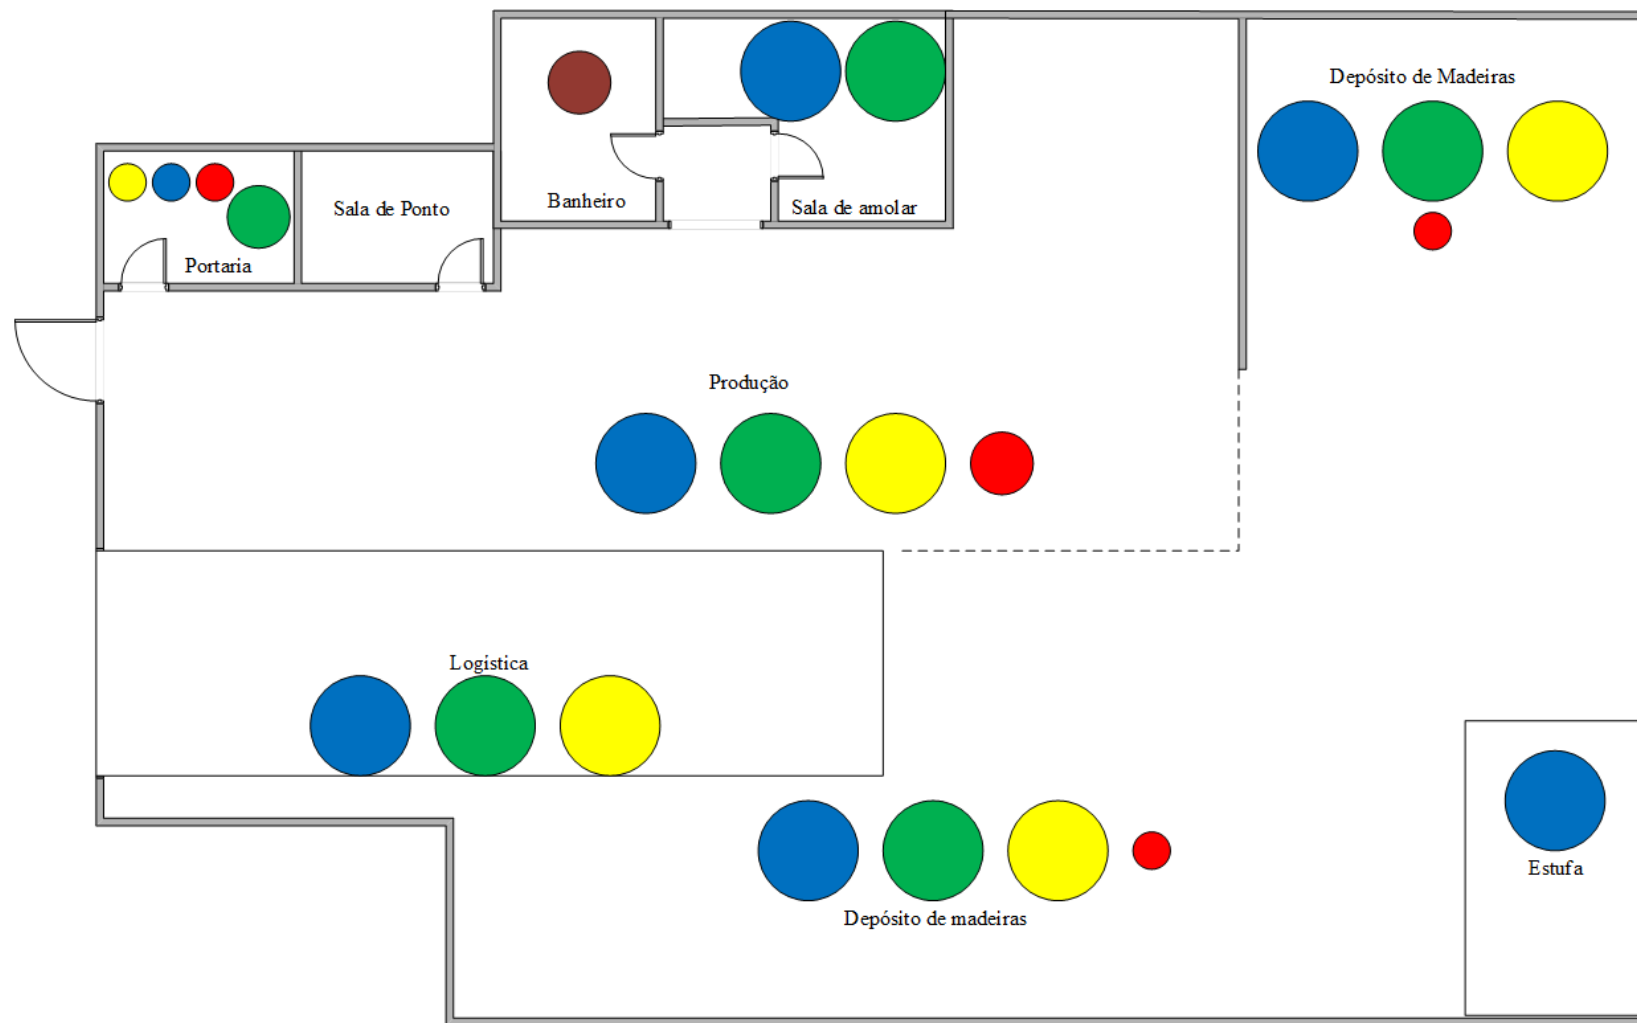 Depósito de Madeiras
Banheiro
Sala de amolar
Sala de Ponto
Portaria
Produção
Logística
Estufa
Depósito de madeiras